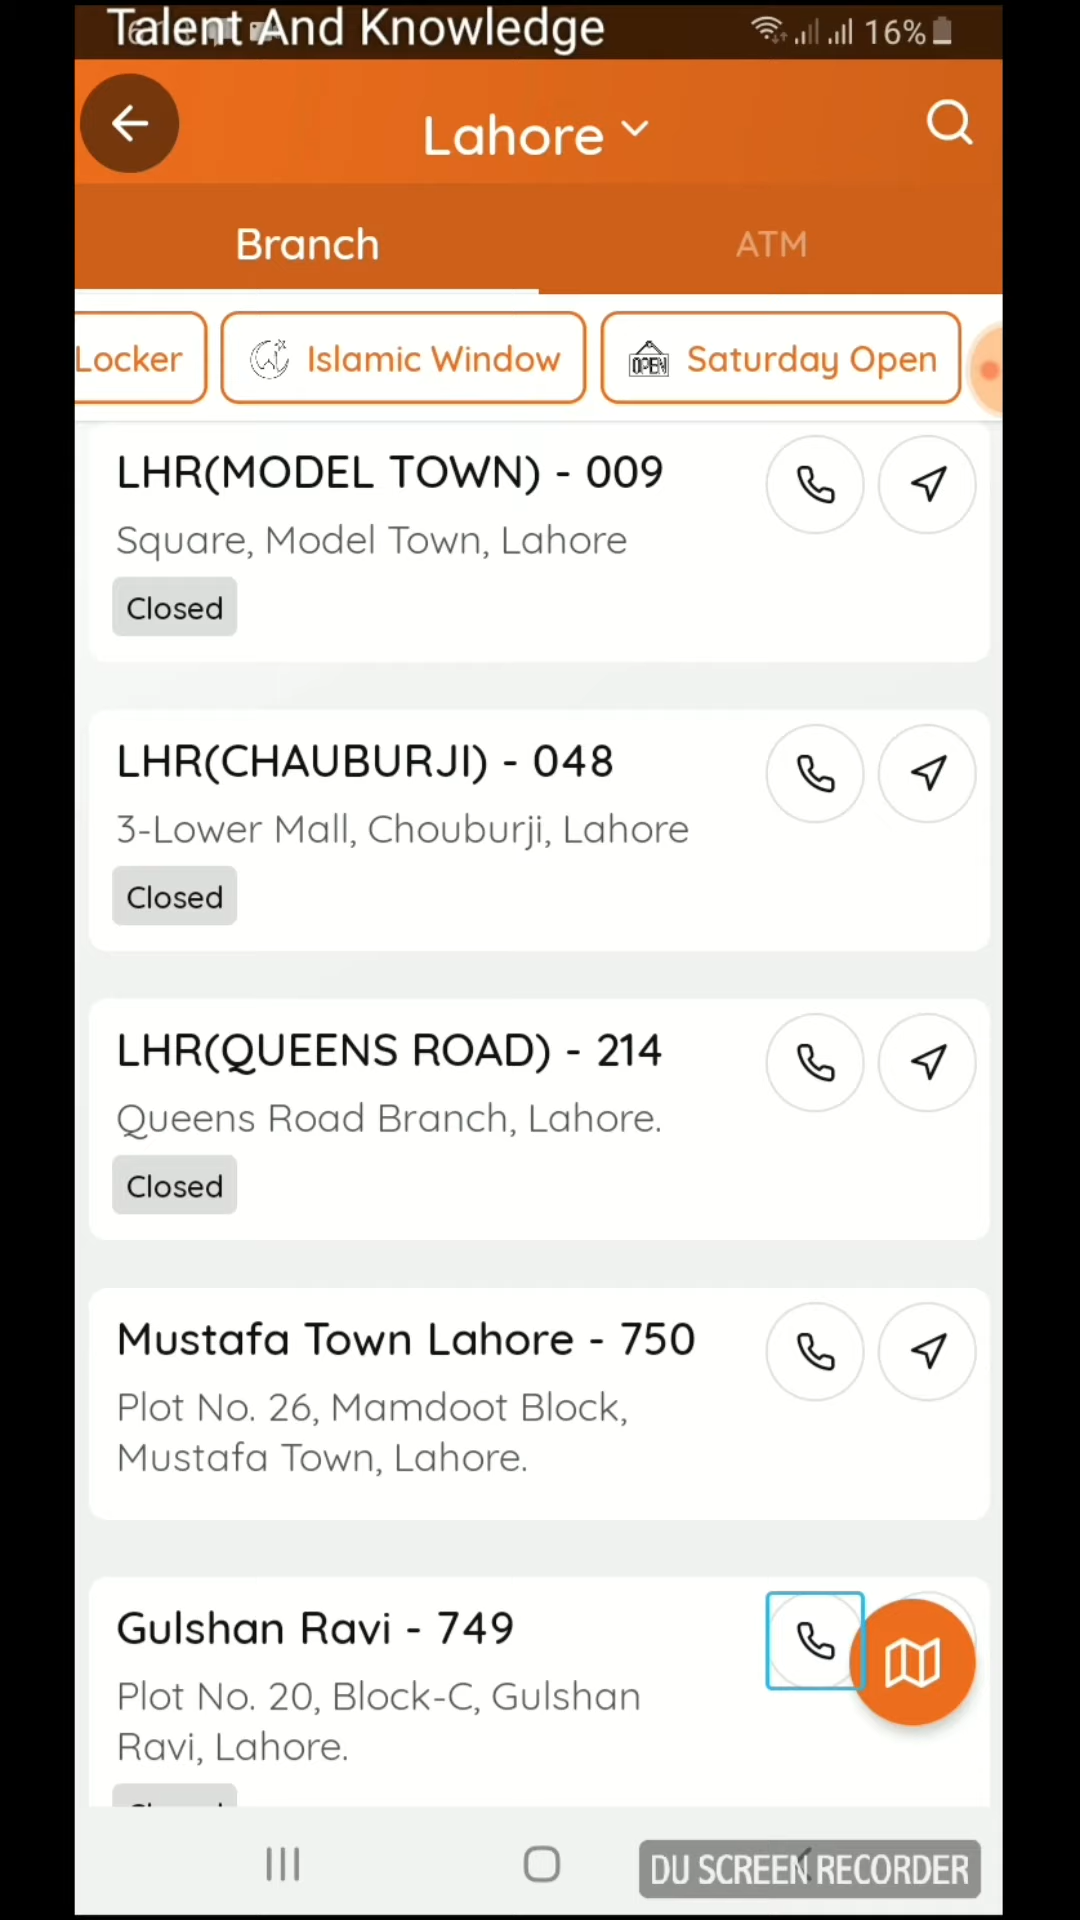 Talent And Knowledge
16%
Lahore
Branch
ATM
Locker
Islamic Window
OPEN
Saturday Open
LHR(MODEL TOWN) - 009
Square, Model Town, Lahore
Closed
LHR(CHAUBURJI) - 048
3-Lower Mall, Chouburji, Lahore
Closed
LHR(QUEENS ROAD) - 214
Queens Road Branch, Lahore.
Closed
Mustafa Town Lahore - 750
Plot No. 26, Mamdoot Block,
Mustafa Town, Lahore.
Gulshan Ravi - 749
Plot No. 20, Block-C, Gulshan
Ravi, Lahore.
DU SCREEN RECORDER